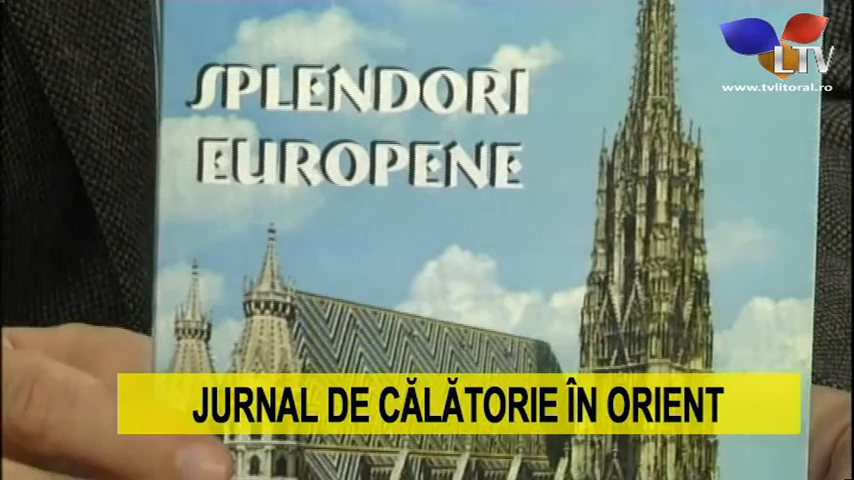 LTV
www.tvlitoral.ro
SPLENDORI
EUROPENE
JURNAL DE CĂLĂTORIE ÎN ORIENT